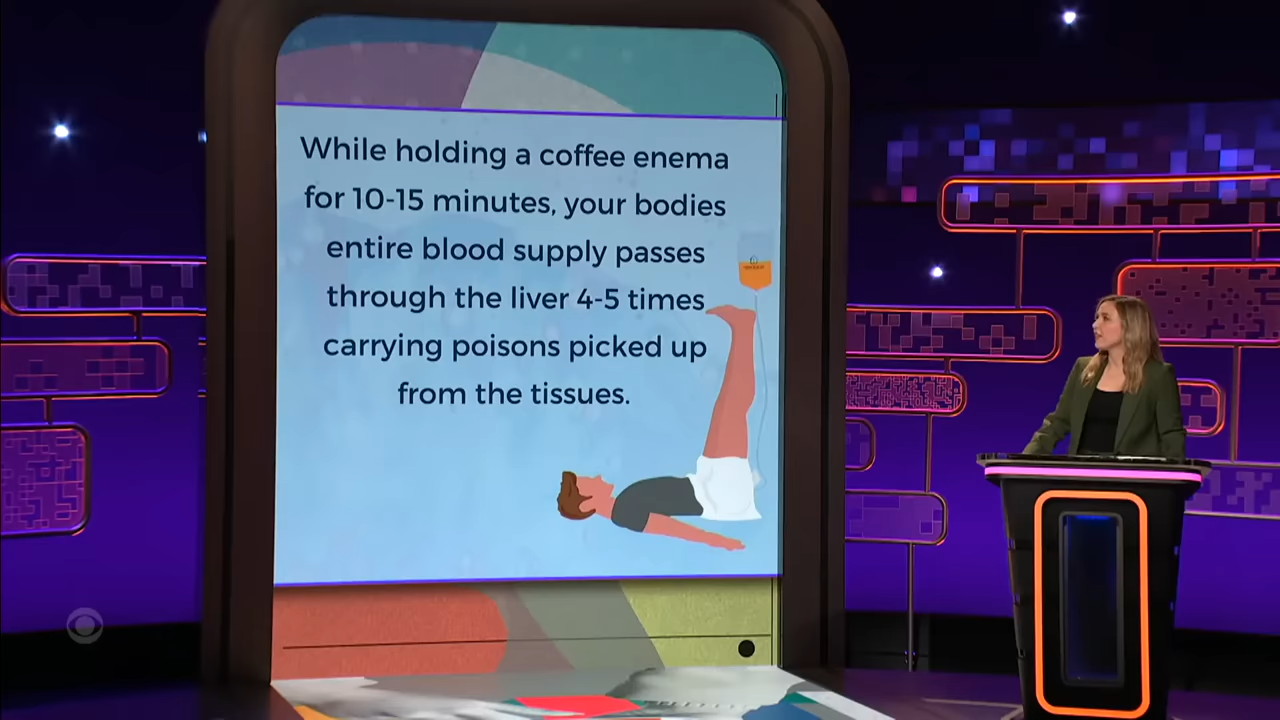 While holding a coffee enema
for 10-15 minutes, your bodies
entire blood supply passes
through the liver 4-5 times
carrying poisons picked up
from the tissues.